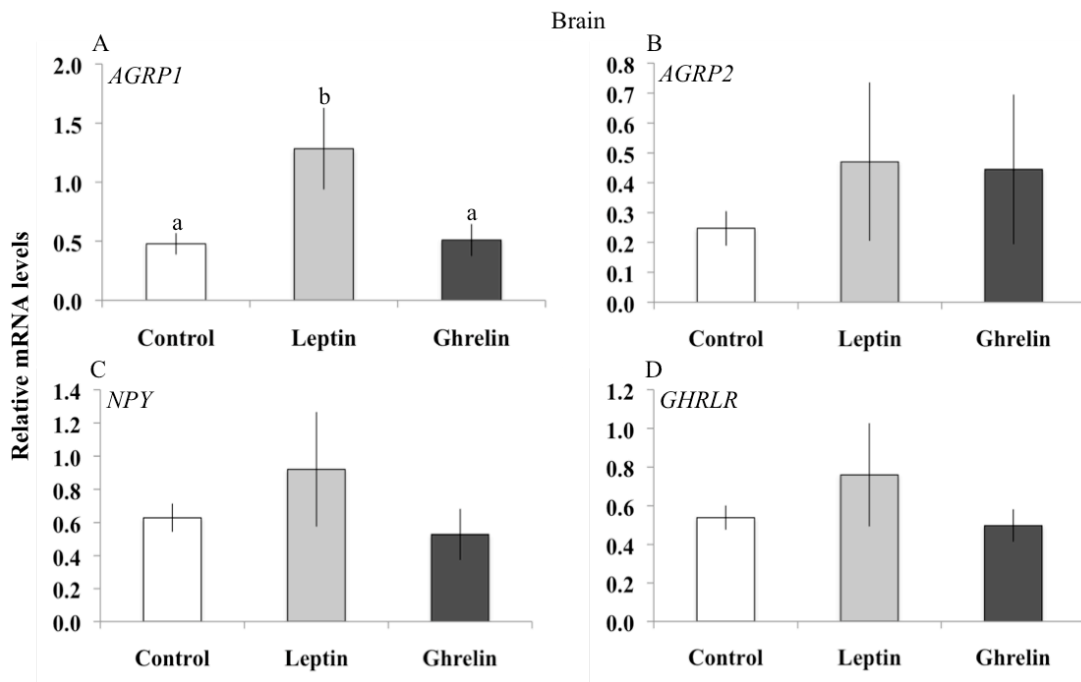 Brain
Relative mRNA levels
A
AGRP1
2.0
1.5
1.0
0.5
0.0
a
b
a
Control Leptin Ghrelin
B
AGRP2
0.8
0.7
0.6
0.5
0.4
0.3
0.2
0.1
0.0
Control Leptin Ghrelin
C
NPY
1.4
1.2
1.0
0.8
0.6
0.4
0.2
0.0
Control Leptin Ghrelin
D
GHRLR
1.2
1.0
0.8
0.6
0.4
0.2
0.0
Control Leptin Ghrelin